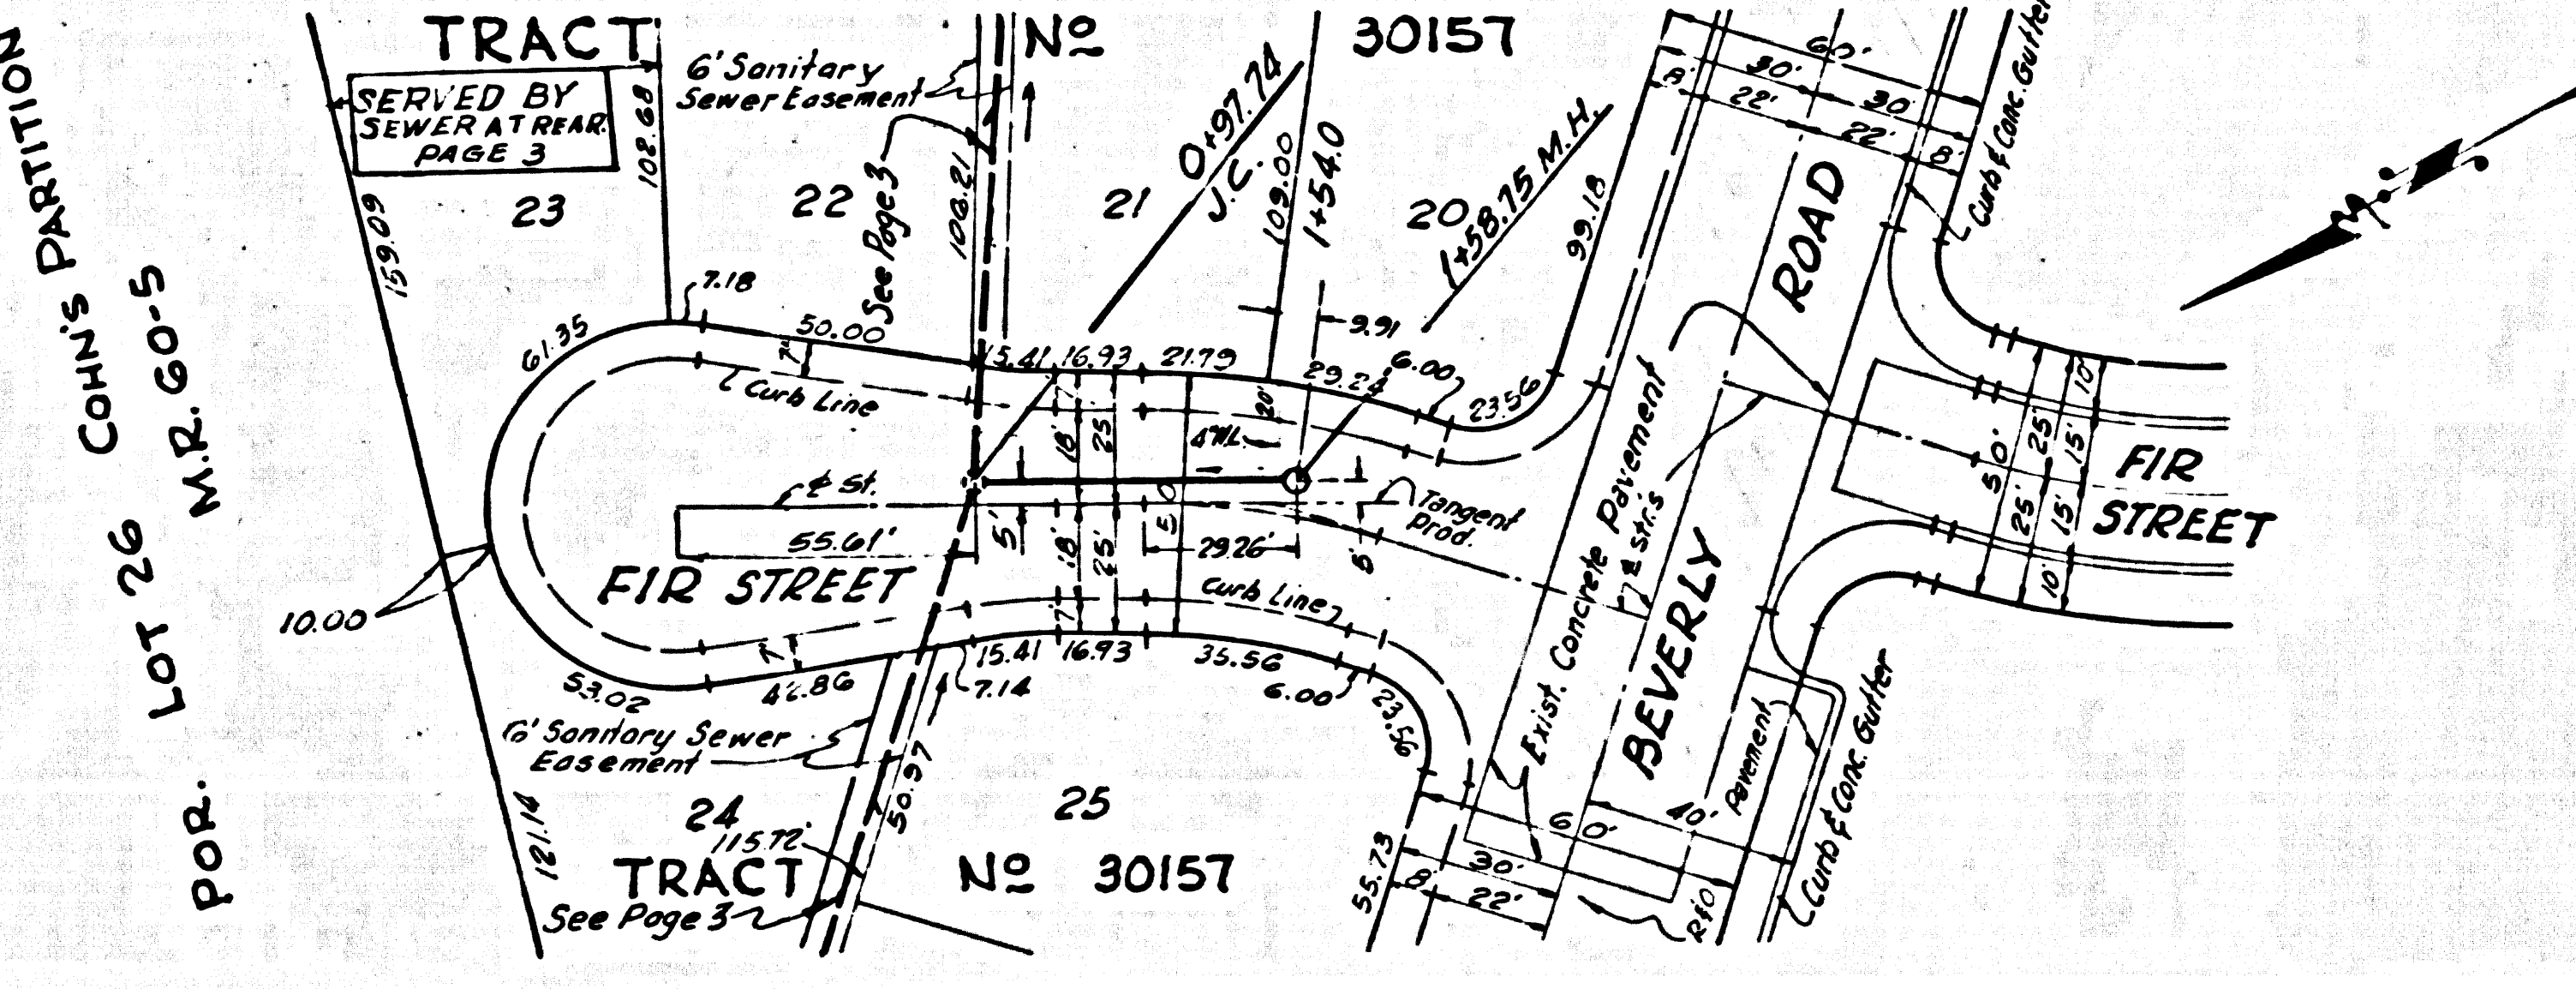 TRACT No 30157
SERVED BY
SEWER AT REAR.
PAGE 3
6' Sanitary
Sewer Easement
See Page 3
102.68
159.09
23
22
108.21
21
0+97.74
J.C.
109.00
1+54.0
20
1+58.75 M.H.
99.18
60'
30'
30'
8'
22'
22'
8'
Curb & Conc. Gutter
ROAD
POR. LOT 26 COHN'S PARTITION
M.R. 60-5
7.18
61.35
50.00
7'
Curb Line
15.41
16.93
21.79
9.91
29.24
6.00
23.56
20'
7'
18'
25'
50
¢ St.
55.61'
5'
18'
25'
7'
29.26'
5'
Tangent
Prod.
FIR STREET
Curb Line
10.00
53.02
7'
15.41
16.93
35.56
7.14
6.00
23.56
6' Sanitary Sewer
Easement
50.97
121.14
24
115.72'
25
TRACT No 30157
See Page 3
Exist. Concrete Pavement
¢ str.s
BEVERLY
50'
25'
25'
10'
15'
15'
10'
FIR
STREET
Pavement
Curb & Conc. Gutter
60'
40'
30'
8'
22'
55.73